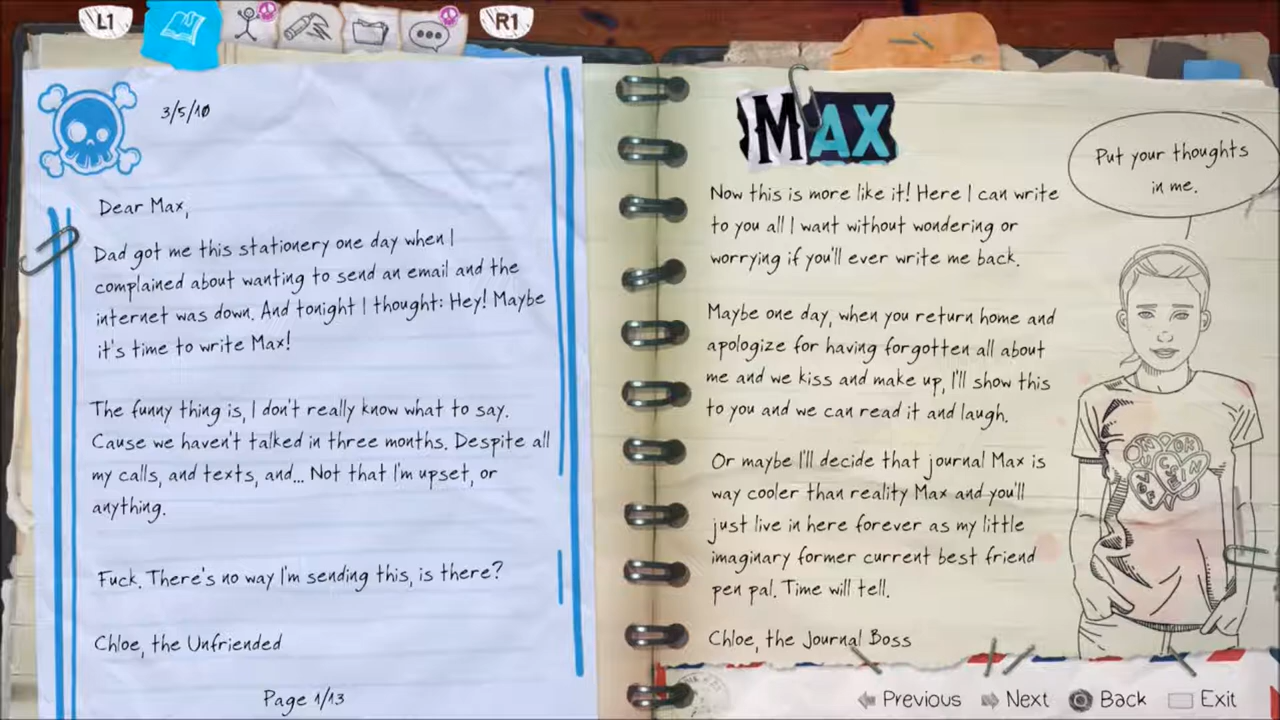 L1
R1
3/5/10
Dear Max,
Dad got me this stationery one day when I
complained about wanting to send an email and the
internet was down. And tonight I thought: Hey! Maybe
it's time to write Max!
The funny thing is, I don't really know what to say.
Cause we haven't talked in three months. Despite all
my calls, and texts, and... Not that I'm upset, or
anything.
Fuck. There's no way I'm sending this, is there?
Chloe, the Unfriended
Page 1/13
MAX
Now this is more like it! Here I can write
to you all I want without wondering or
worrying if you'll ever write me back.
Maybe one day, when you return home and
apologize for having forgotten all about
me and we kiss and make up, I'll show this
to you and we can read it and laugh.
Or maybe I'll decide that journal Max is
way cooler than reality Max and you'll
just live in here forever as my little
imaginary former current best friend
pen pal. Time will tell.
Chloe, the Journal Boss
Put your thoughts
in me.
Previous
Next
Back
Exit